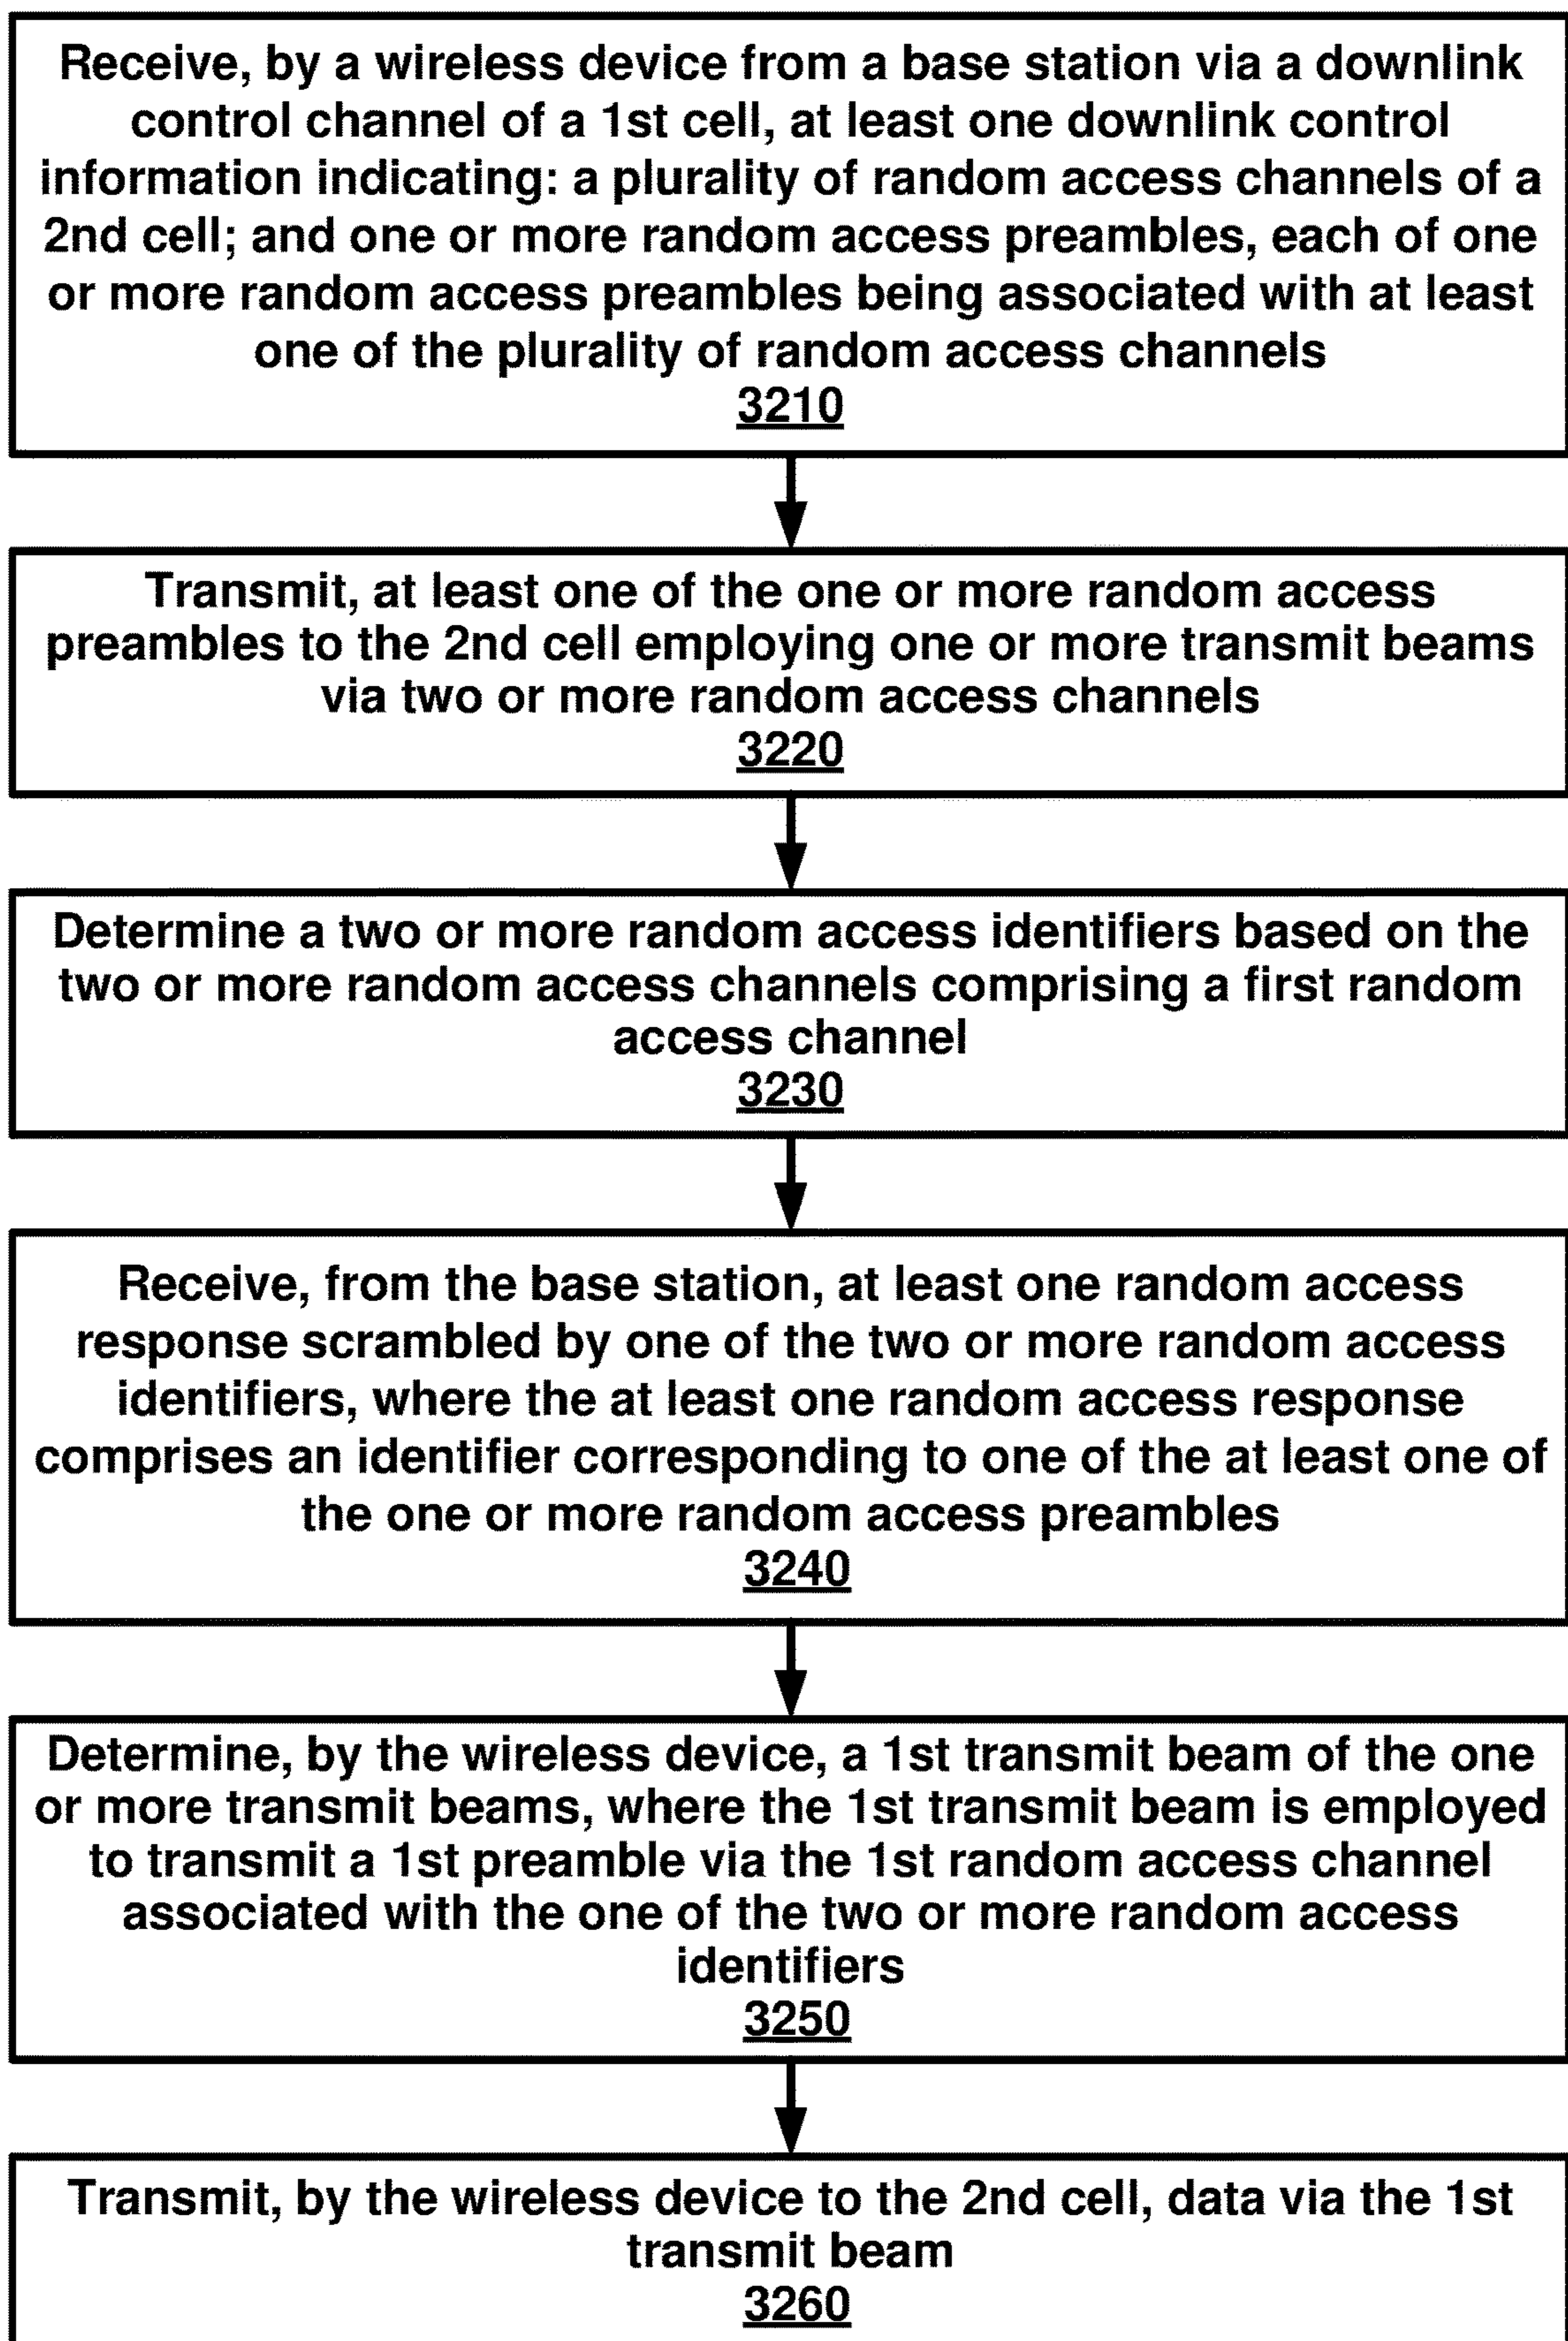 Receive, by a wireless device from a base station via a downlink
control channel of a 1st cell, at least one downlink control
information indicating: a plurality of random access channels of a
2nd cell; and one or more random access preambles, each of one
or more random access preambles being associated with at least
one of the plurality of random access channels
3210
Transmit, at least one of the one or more random access
preambles to the 2nd cell employing one or more transmit beams
via two or more random access channels
3220
Determine a two or more random access identifiers based on the
two or more random access channels comprising a first random
access channel
3230
Receive, from the base station, at least one random access
response scrambled by one of the two or more random access
identifiers, where the at least one random access response
comprises an identifier corresponding to one of the at least one of
the one or more random access preambles
3240
Determine, by the wireless device, a 1st transmit beam of the one
or more transmit beams, where the 1st transmit beam is employed
to transmit a 1st preamble via the 1st random access channel
associated with the one of the two or more random access
identifiers
3250
Transmit, by the wireless device to the 2nd cell, data via the 1st
transmit beam
3260